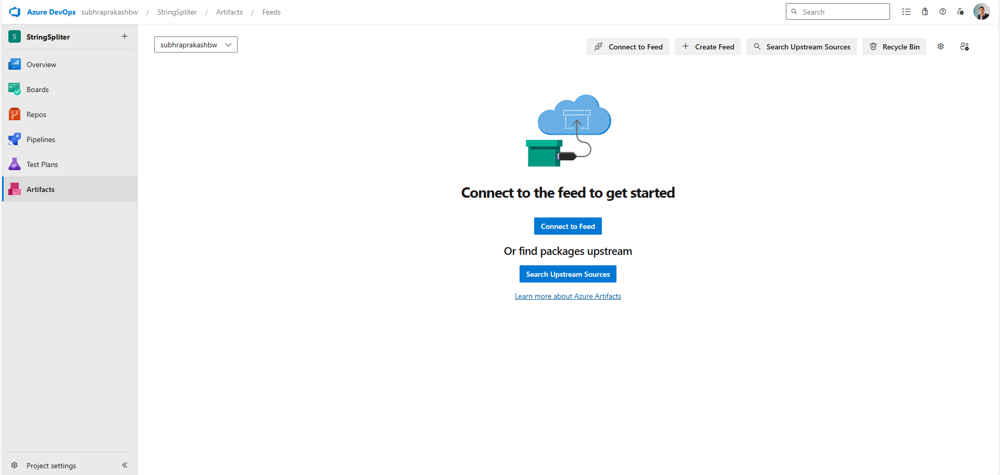 Azure DevOps subhraprakashbw / StringSpliter / Artifacts / Feeds Search
S StringSpliter +
subhraprakashbw
Connect to Feed + Create Feed Search Upstream Sources Recycle Bin
Overview
Boards
Repos
Pipelines
Test Plans
Artifacts
Connect to the feed to get started
Connect to Feed
Or find packages upstream
Search Upstream Sources
Learn more about Azure Artifacts
Project settings